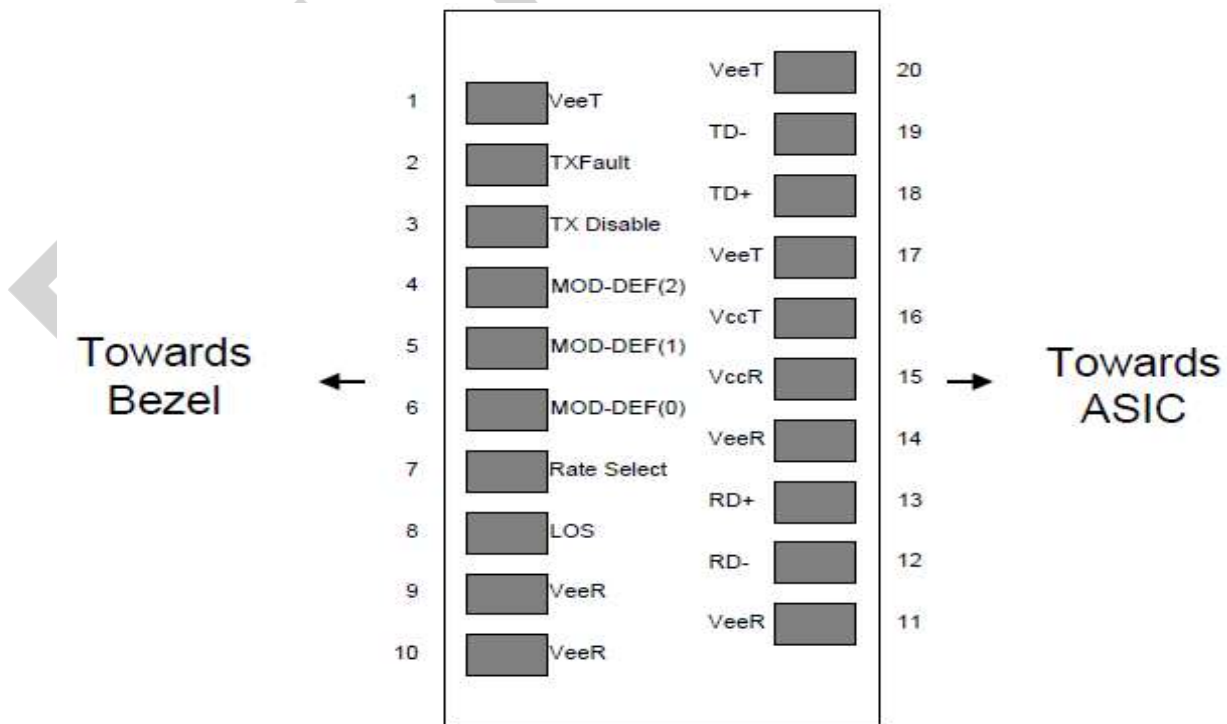 VeeT 20
1 VeeT
TD- 19
2 TXFault
TD+ 18
3 TX Disable
VeeT 17
4 MOD-DEF(2)
VccT 16
5 MOD-DEF(1)
Towards
Bezel
VccR 15
Towards
ASIC
6 MOD-DEF(0)
VeeR 14
7 Rate Select
RD+ 13
8 LOS
RD- 12
9 VeeR
VeeR 11
10 VeeR